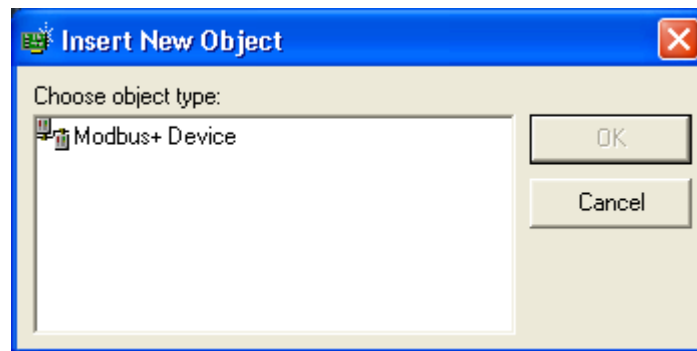 Insert New Object
Choose object type:
Modbus+ Device
OK
Cancel